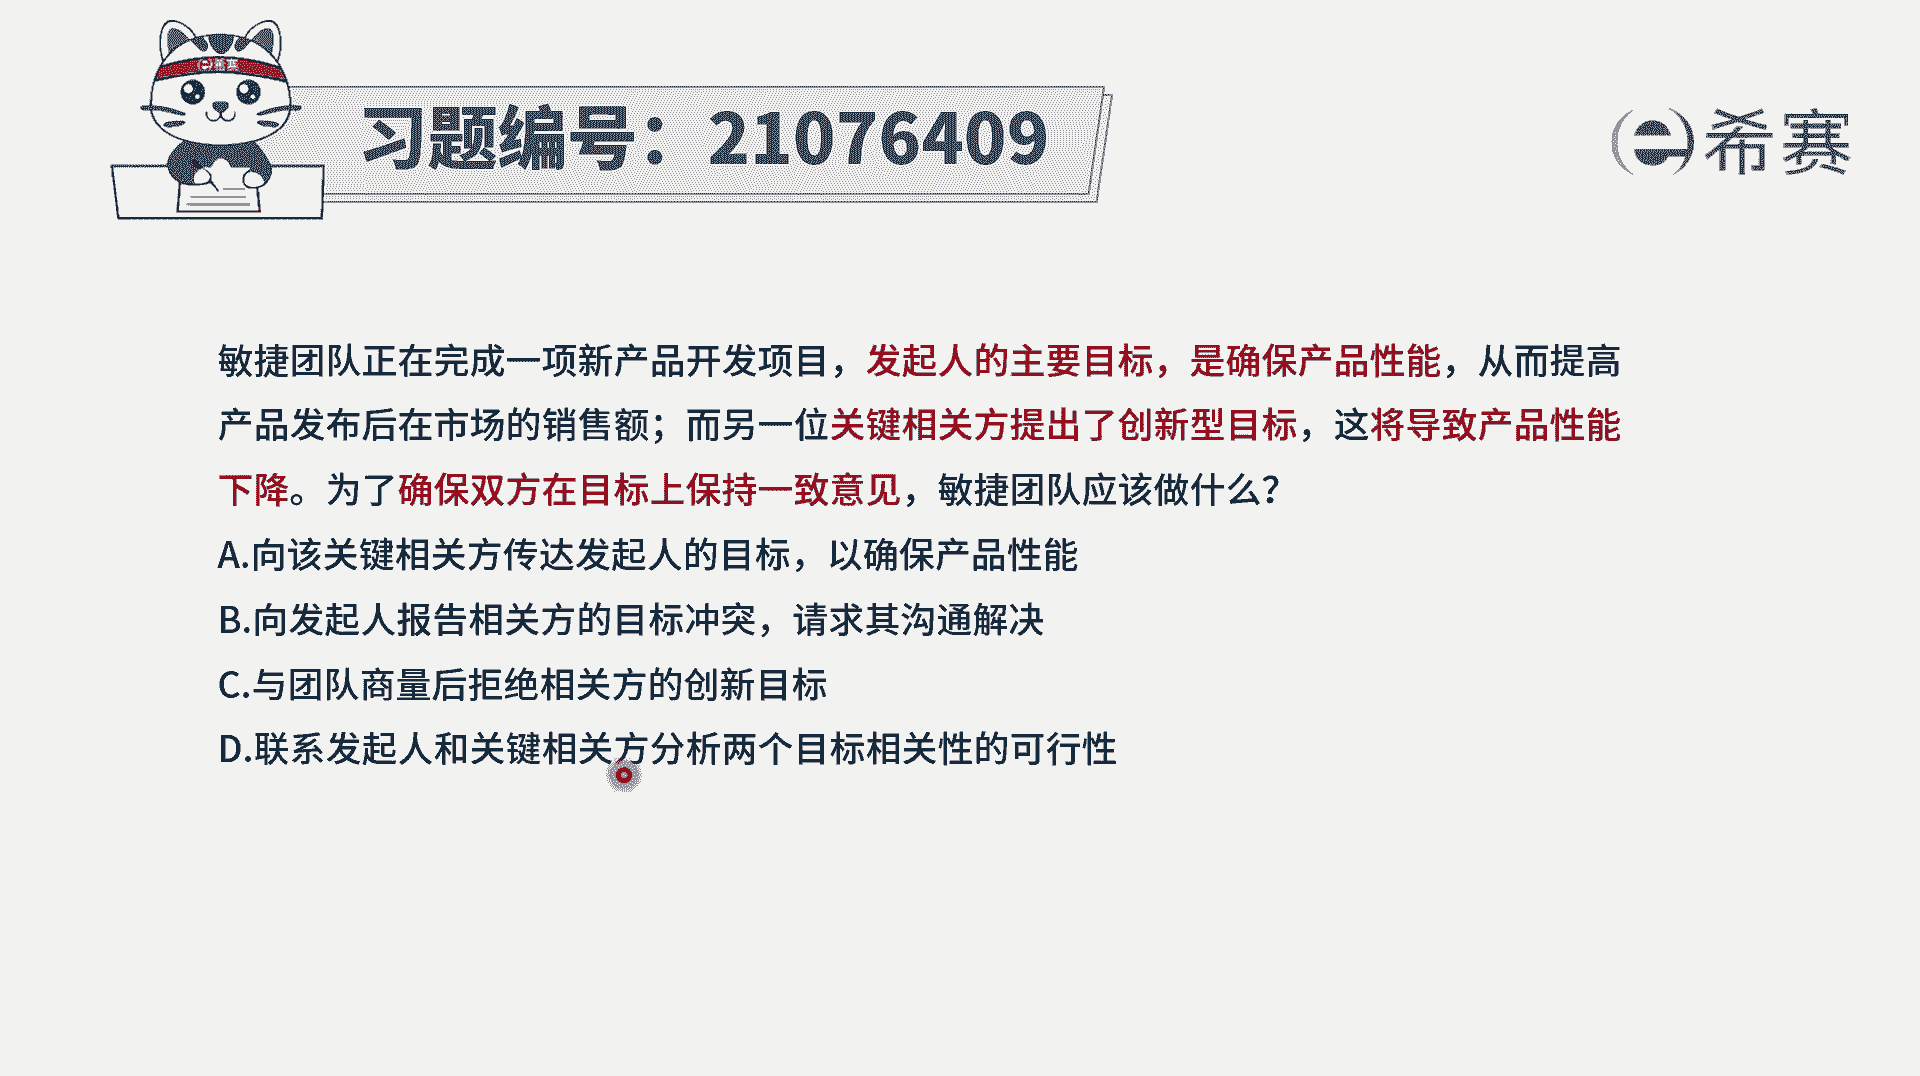 希赛
习题编号：21076409
希赛
敏捷团队正在完成一项新产品开发项目，发起人的主要目标，是确保产品性能，从而提高
产品发布后在市场的销售额；而另一位关键相关方提出了创新型目标，这将导致产品性能
下降。为了确保双方在目标上保持一致意见，敏捷团队应该做什么？
A.向该关键相关方传达发起人的目标，以确保产品性能
B.向发起人报告相关方的目标冲突，请求其沟通解决
C.与团队商量后拒绝相关方的创新目标
D.联系发起人和关键相关方分析两个目标相关性的可行性